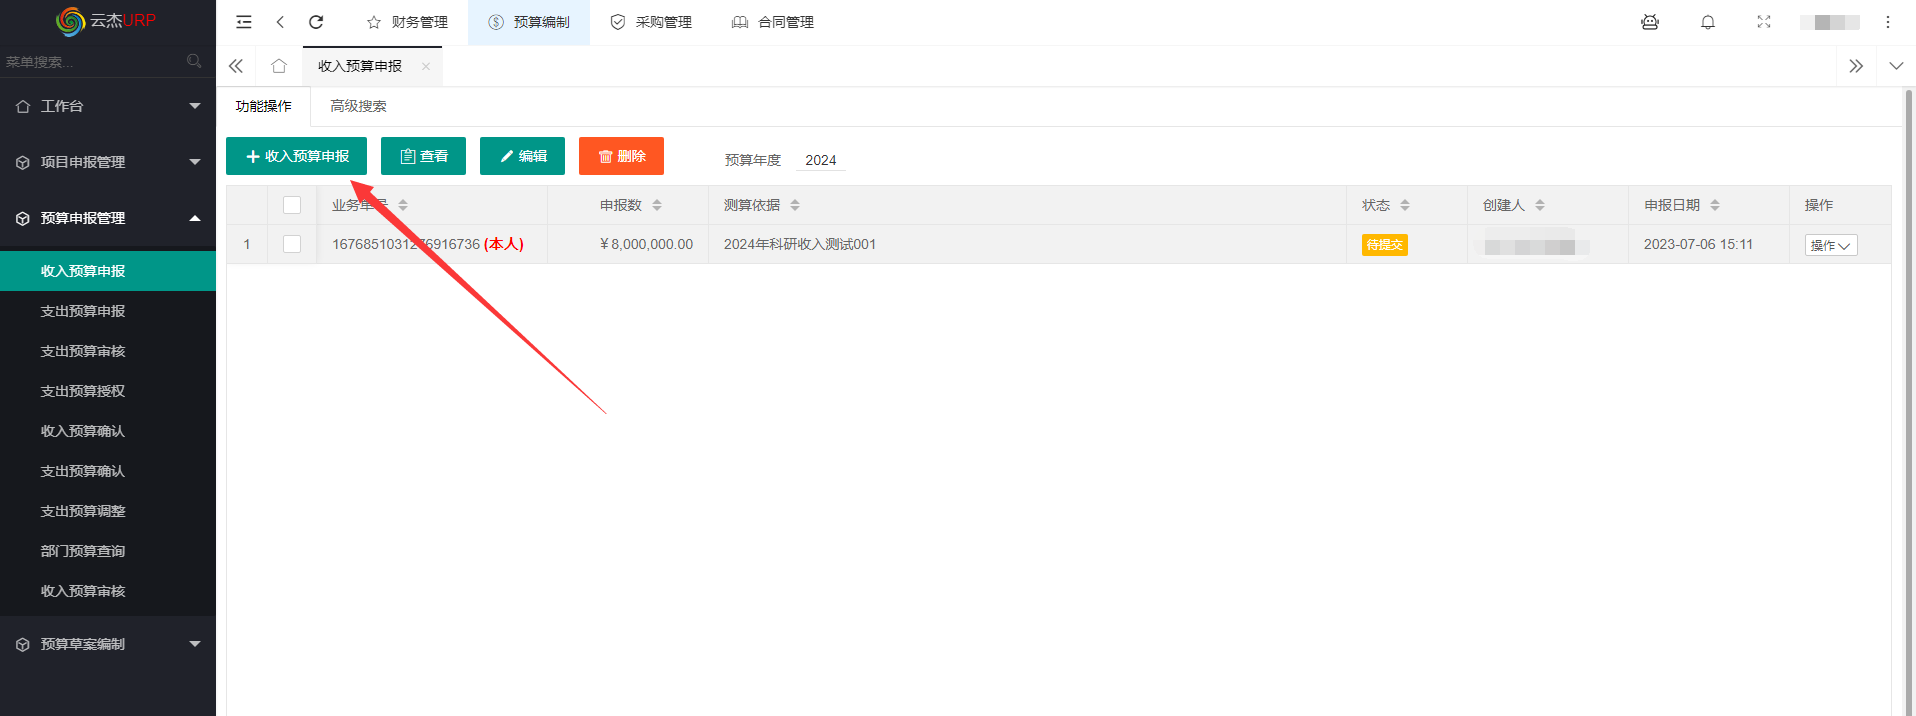 云杰URP
财务管理 预算编制 采购管理 合同管理
菜单搜索...
收入预算申报
工作台
项目申报管理
预算申报管理
收入预算申报
支出预算申报
支出预算审核
支出预算授权
收入预算确认
支出预算确认
支出预算调整
部门预算查询
收入预算审核
预算草案编制
功能操作 高级搜索
收入预算申报 查看 编辑 删除 预算年度 2024
业务单号 申报数 测算依据 状态 创建人 申报日期 操作
1 1676851031276916736 (本人) ¥8,000,000.00 2024年科研收入测试001 待提交 2023-07-06 15:11 操作